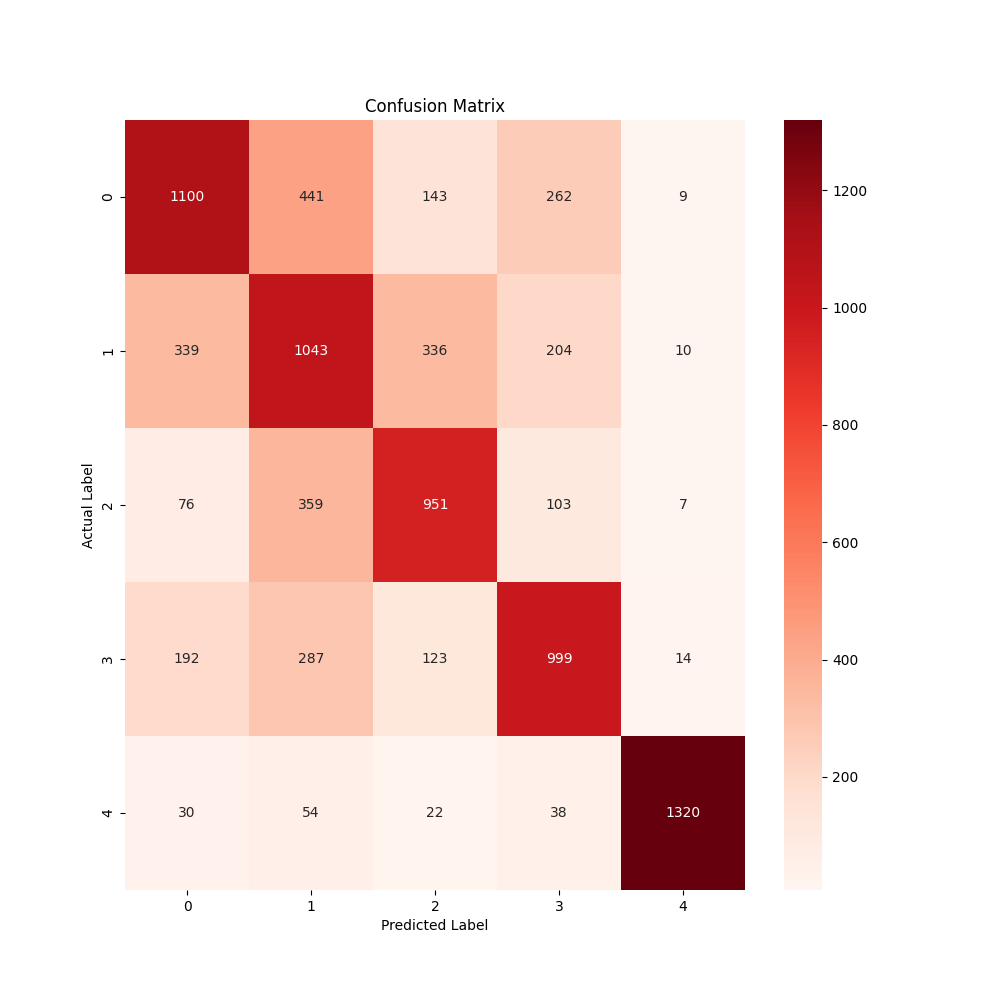 Confusion Matrix
0 1100 441 143 262 9
1 339 1043 336 204 10
2 76 359 951 103 7
3 192 287 123 999 14
4 30 54 22 38 1320
0 1 2 3 4
Predicted Label
Actual Label
1200
1000
800
600
400
200